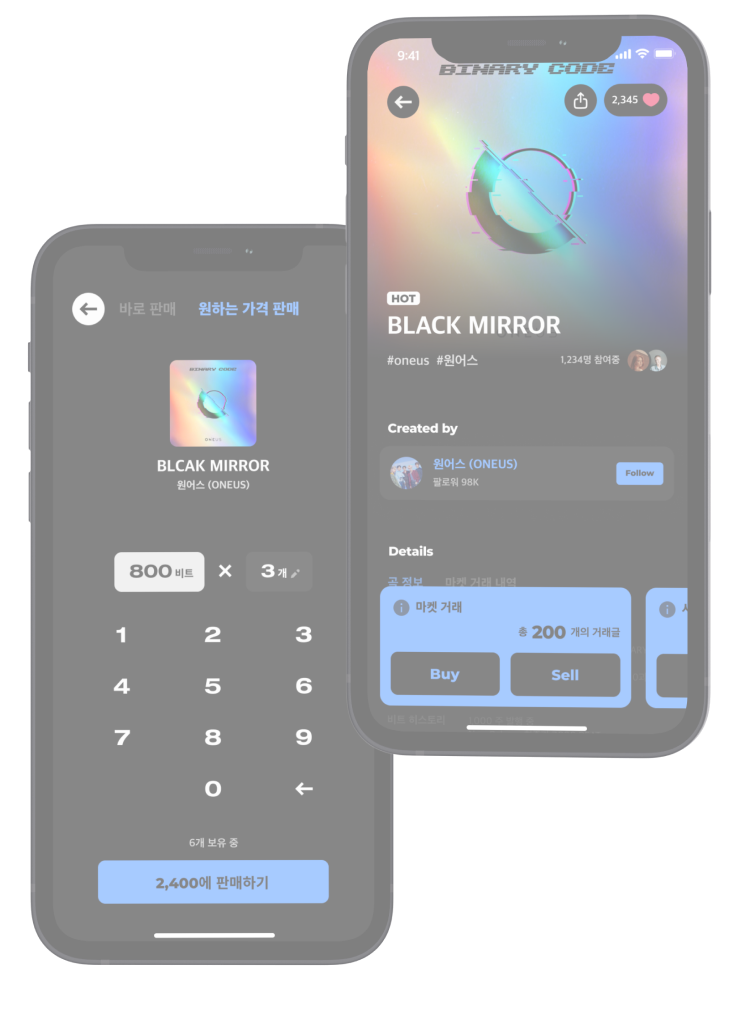 9:41
BINARY CODE
2,345
HOT
BLACK MIRROR
#oneus #원어스
1,234명 참여중
Created by
원어스 (ONEUS)
팔로워 98K
Follow
Details
곡 정보 마켓 거래 내역
마켓 거래
총 200 개의 거래글
Buy Sell
비트 히스토리
바로 판매 원하는 가격 판매
BINARY CODE
ONEUS
BLCAK MIRROR
원어스 (ONEUS)
800 비트 × 3 개
1 2 3
4 5 6
7 8 9
0 ←
6개 보유 중
2,400에 판매하기